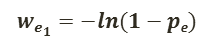 w_{e_1} = −ln(1 − p_e)